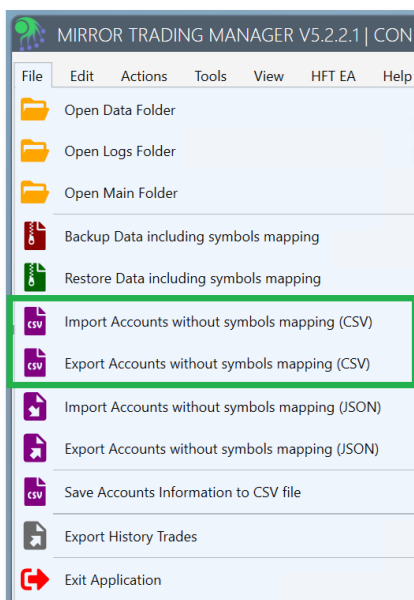 MIRROR TRADING MANAGER V5.2.2.1 | CON
File Edit Actions Tools View HFT EA Help
Open Data Folder
Open Logs Folder
Open Main Folder
Backup Data including symbols mapping
Restore Data including symbols mapping
CSV Import Accounts without symbols mapping (CSV)
CSV Export Accounts without symbols mapping (CSV)
Import Accounts without symbols mapping (JSON)
Export Accounts without symbols mapping (JSON)
CSV Save Accounts Information to CSV file
Export History Trades
Exit Application